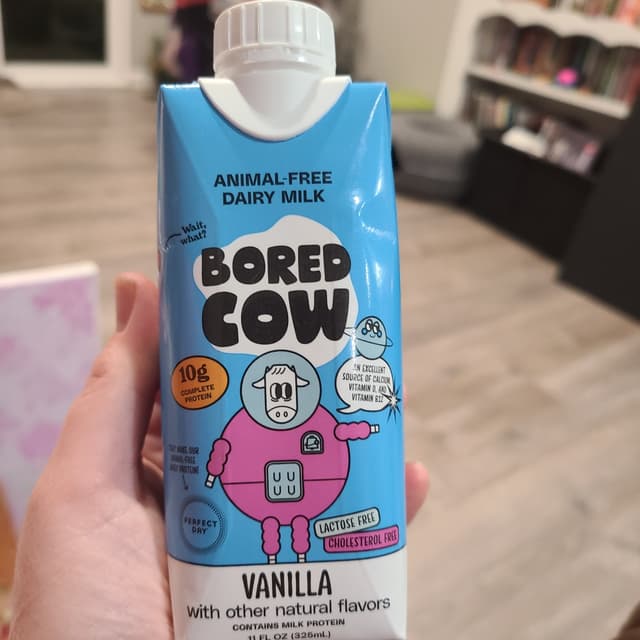 ANIMAL-FREE
DAIRY MILK
Wait,
what?
BORED
COW
10g
COMPLETE
PROTEIN
AN EXCELLENT
SOURCE OF CALCIUM,
VITAMIN D, AND
VITAMIN B12
PERFECT
DAY
LACTOSE FREE
CHOLESTEROL FREE
VANILLA
with other natural flavors
CONTAINS MILK PROTEIN
11 FL OZ (325mL)